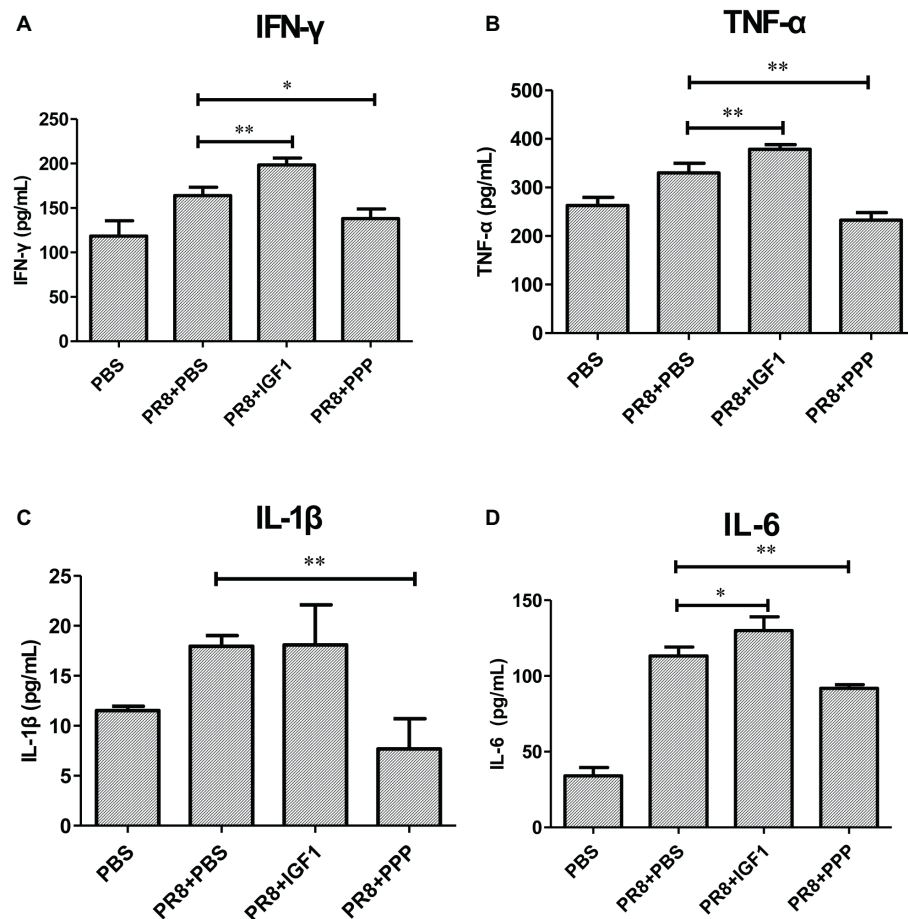 A
IFN-γ
*
**
250
200
150
100
50
0
IFN-γ (pg/mL)
PBS
PR8+PBS
PR8+IGF1
PR8+PPP
B
TNF-α
**
**
500
400
300
200
100
0
TNF-α (pg/mL)
PBS
PR8+PBS
PR8+IGF1
PR8+PPP
C
IL-1β
**
25
20
15
10
5
0
IL-1β (pg/mL)
PBS
PR8+PBS
PR8+IGF1
PR8+PPP
D
IL-6
**
*
150
100
50
0
IL-6 (pg/mL)
PBS
PR8+PBS
PR8+IGF1
PR8+PPP